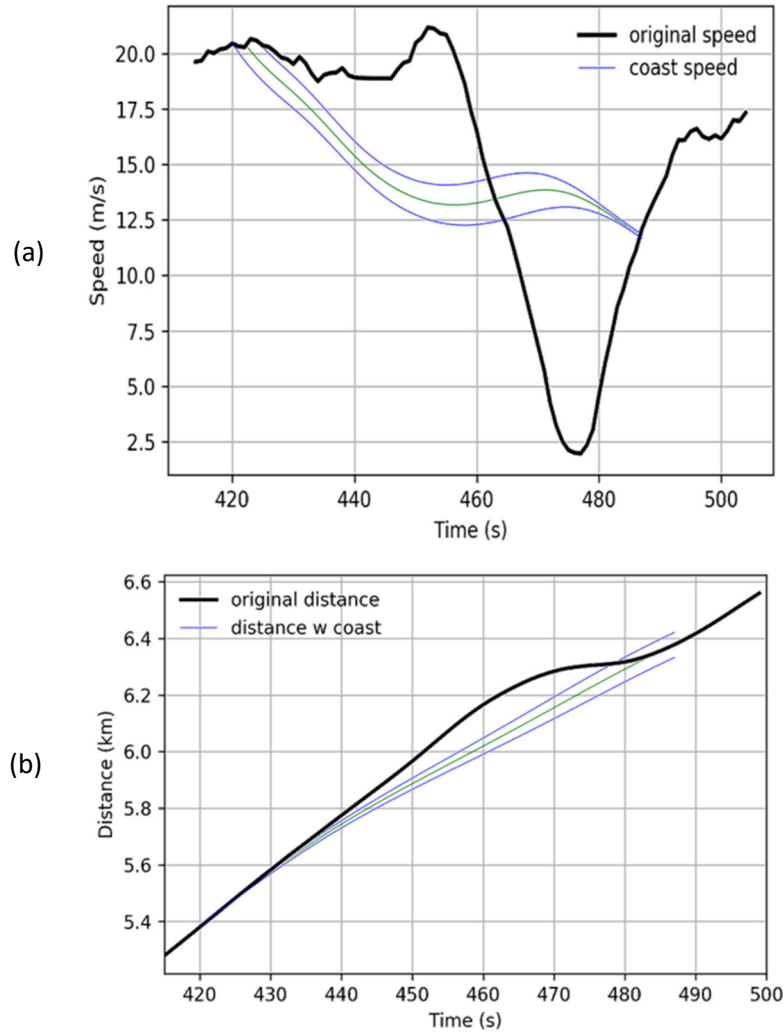 (a)
original speed
coast speed
Speed (m/s)
20.0
17.5
15.0
12.5
10.0
7.5
5.0
2.5
420 440 460 480 500
Time (s)
(b)
original distance
distance w coast
Distance (km)
6.6
6.4
6.2
6.0
5.8
5.6
5.4
420 430 440 450 460 470 480 490 500
Time (s)